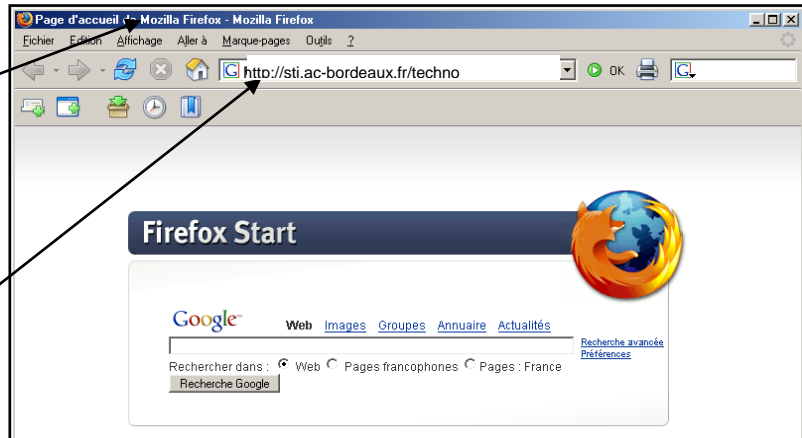 Page d'accueil de Mozilla Firefox - Mozilla Firefox
Fichier Edition Affichage Aller à Marque-pages Outils ?
G http://sti.ac-bordeaux.fr/techno OK G
Firefox Start
Google™ Web Images Groupes Annuaire Actualités
Recherche avancée
Préférences
Rechercher dans : Web Pages francophones Pages : France
Recherche Google